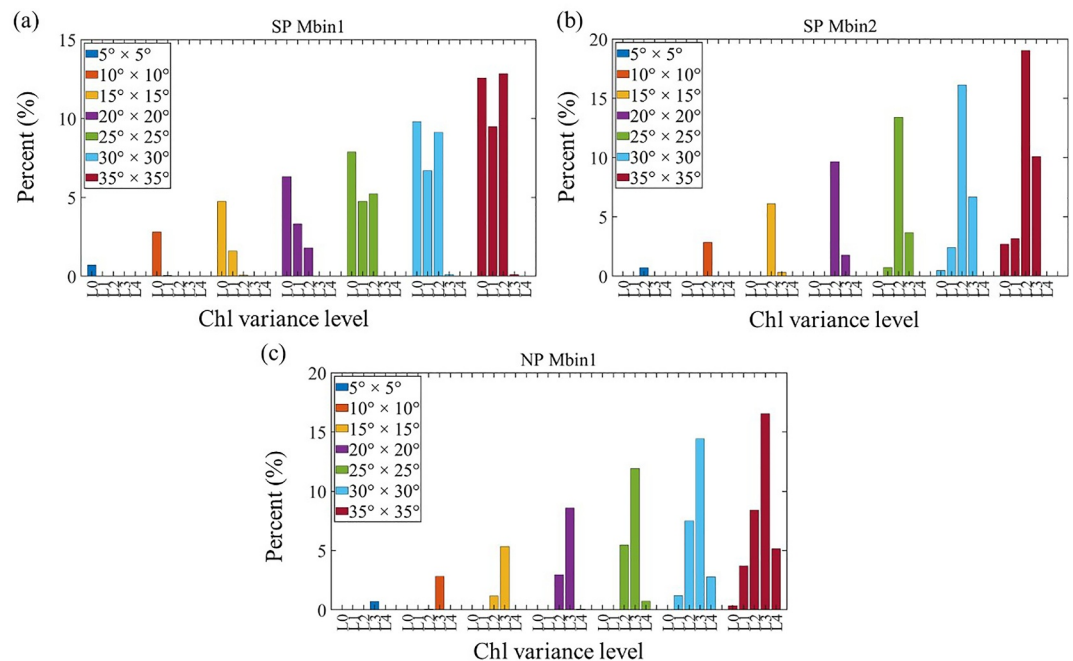 (a)
SP Mbin1
15
10
5
0
Percent (%)
5° × 5°
10° × 10°
15° × 15°
20° × 20°
25° × 25°
30° × 30°
35° × 35°
L0 L1 L2 L3 L4 L0 L1 L2 L3 L4 L0 L1 L2 L3 L4 L0 L1 L2 L3 L4 L0 L1 L2 L3 L4 L0 L1 L2 L3 L4 L0 L1 L2 L3 L4
Chl variance level
(b)
SP Mbin2
20
15
10
5
0
Percent (%)
5° × 5°
10° × 10°
15° × 15°
20° × 20°
25° × 25°
30° × 30°
35° × 35°
L0 L1 L2 L3 L4 L0 L1 L2 L3 L4 L0 L1 L2 L3 L4 L0 L1 L2 L3 L4 L0 L1 L2 L3 L4 L0 L1 L2 L3 L4 L0 L1 L2 L3 L4
Chl variance level
(c)
NP Mbin1
20
15
10
5
0
Percent (%)
5° × 5°
10° × 10°
15° × 15°
20° × 20°
25° × 25°
30° × 30°
35° × 35°
L0 L1 L2 L3 L4 L0 L1 L2 L3 L4 L0 L1 L2 L3 L4 L0 L1 L2 L3 L4 L0 L1 L2 L3 L4 L0 L1 L2 L3 L4 L0 L1 L2 L3 L4
Chl variance level